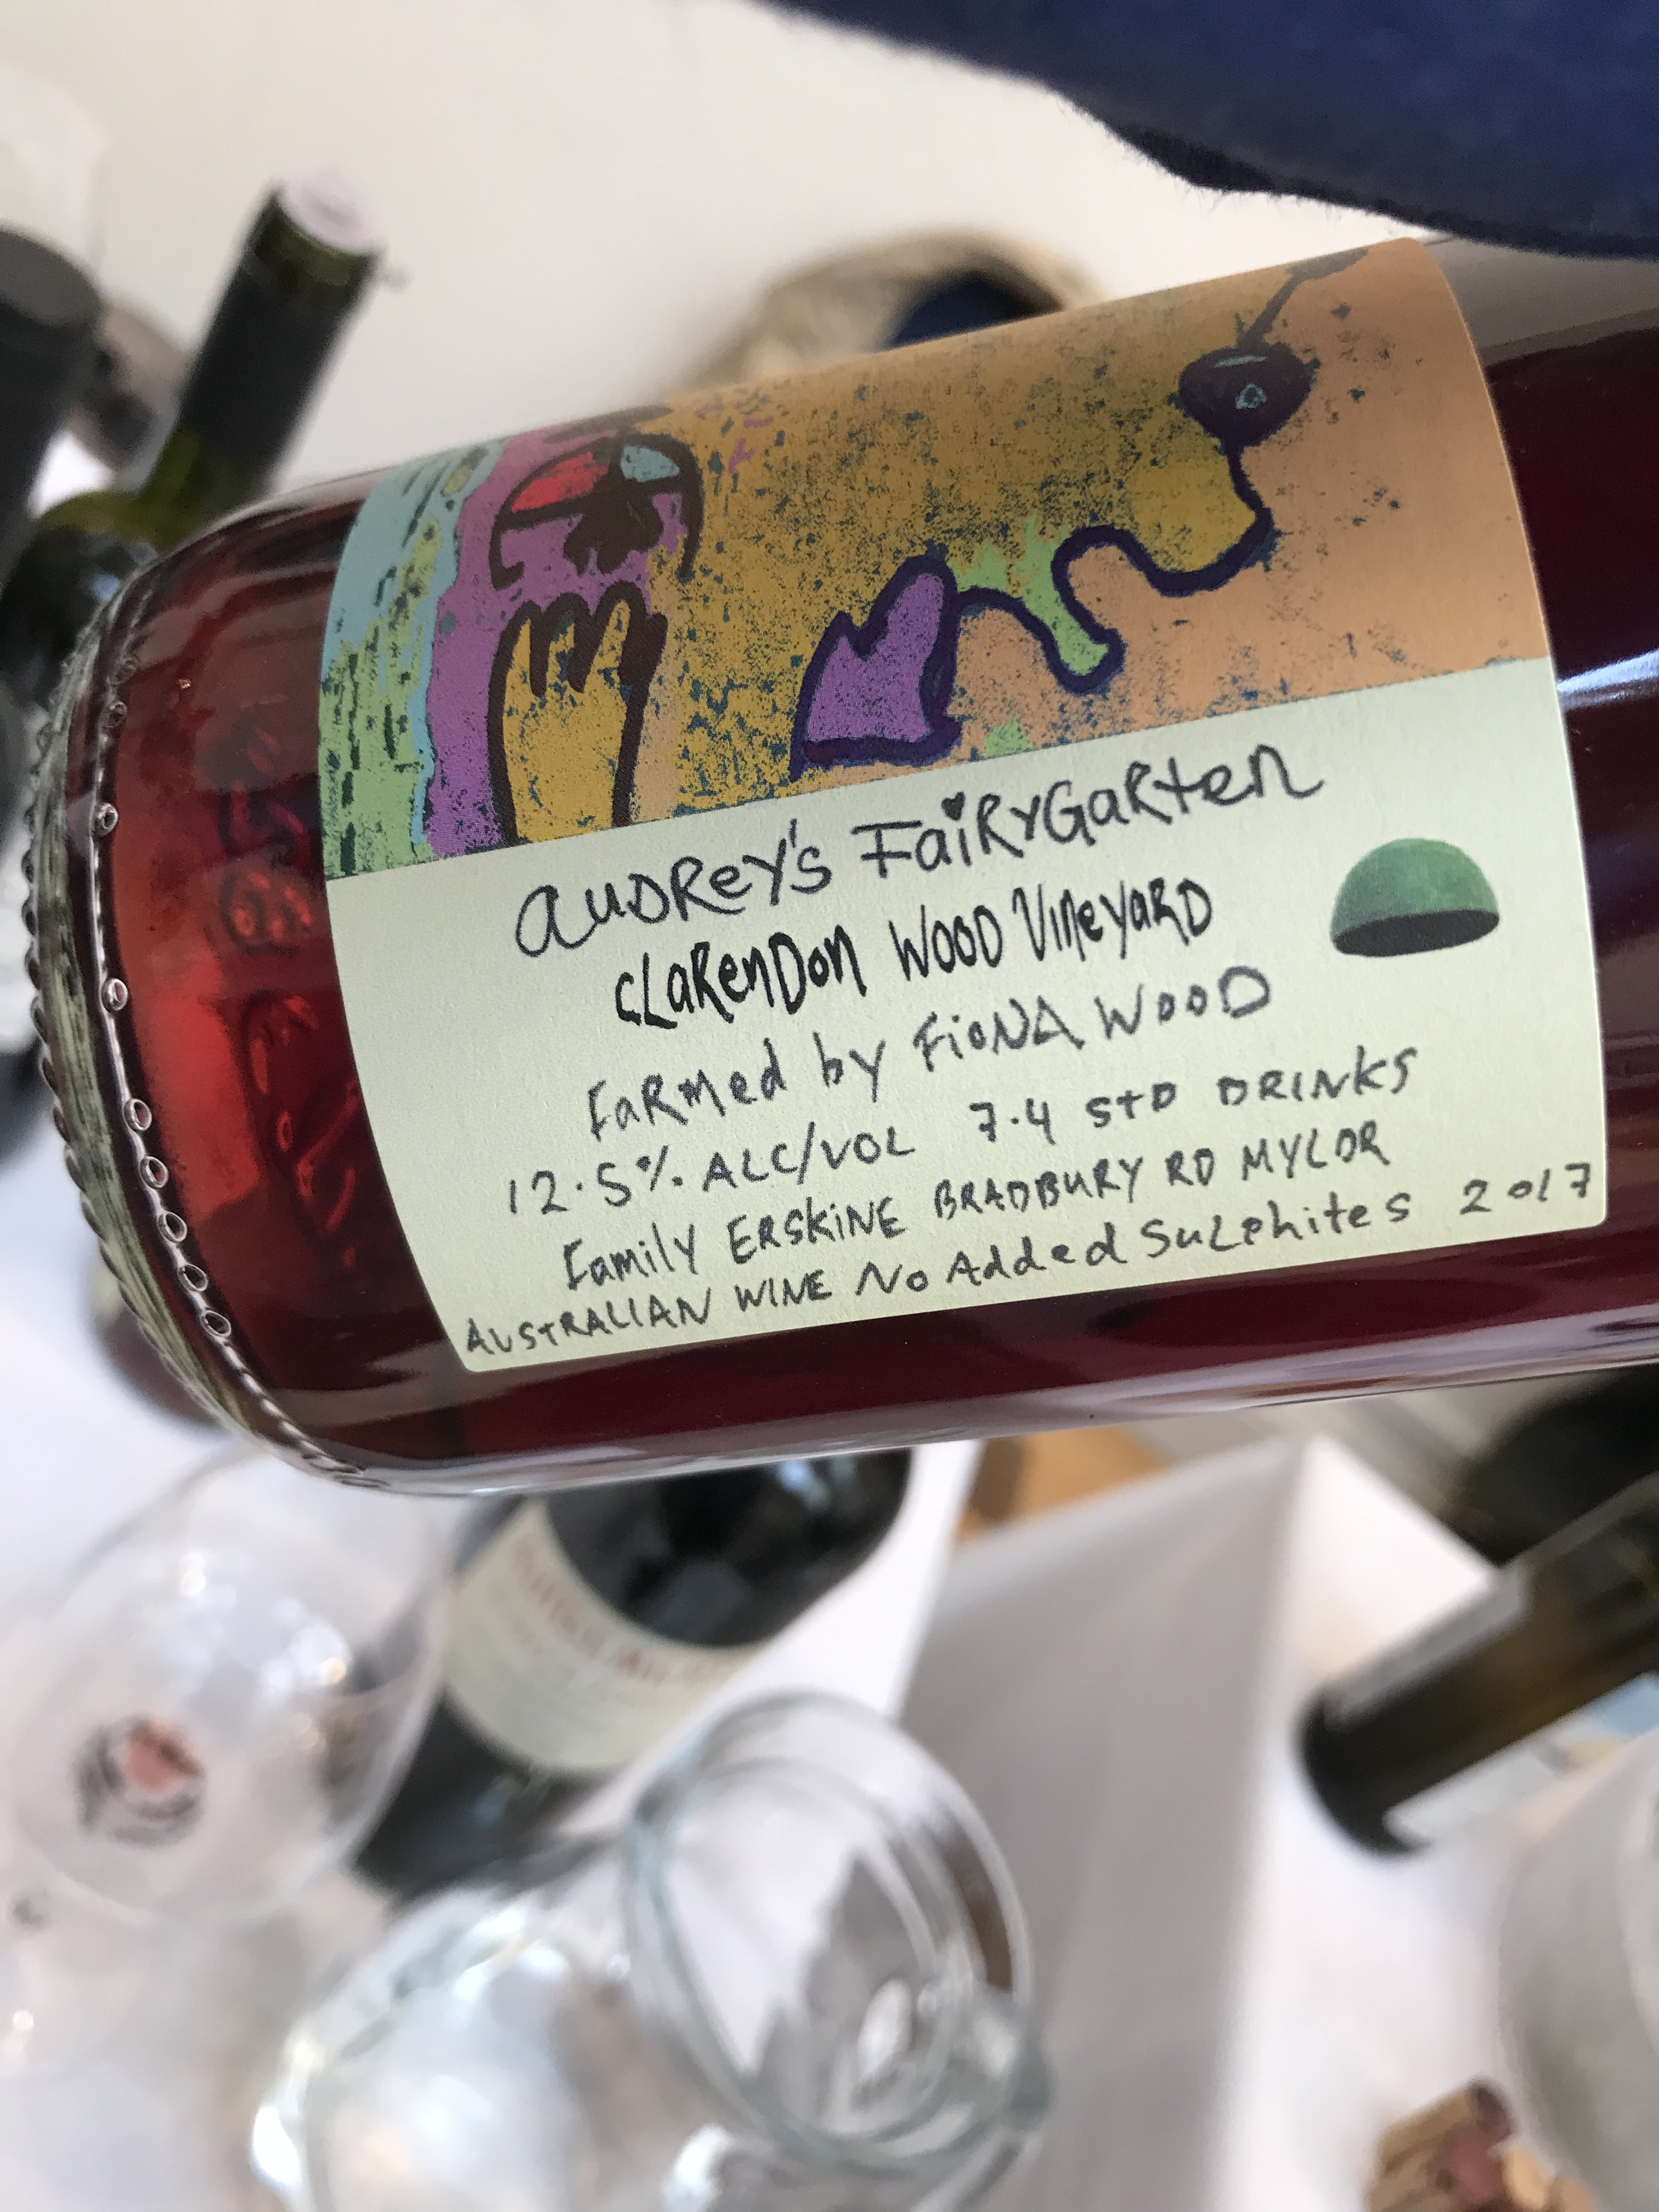 AUDRey's FaiRyGaRten
cLaRenDon WOOD VineyaRD
FaRmed by FiONA WOOD
12.5% ALC/VOL 7.4 STD DRINKS
Family ERSKiNE BRADBURY RD MYLOR
AUStRALIAN WINE No Added SuLphites 2017